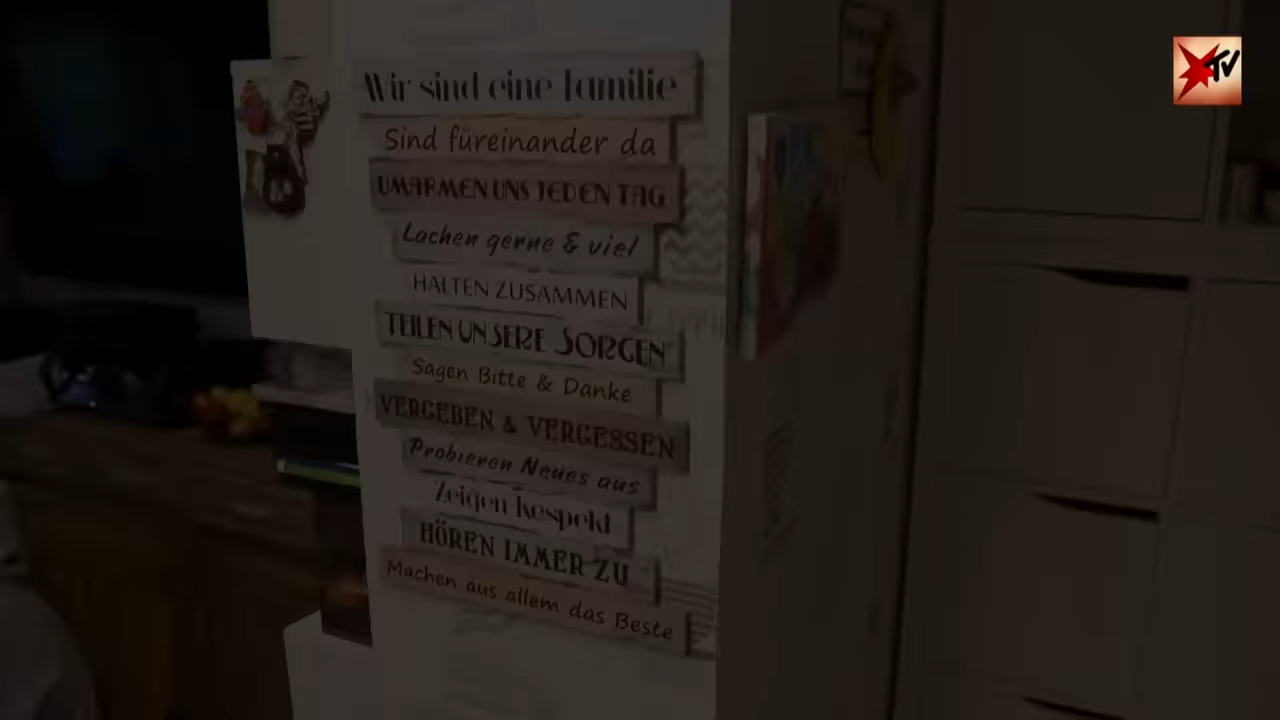 TV
Wir sind eine Familie
Sind füreinander da
UMARMEN UNS JEDEN TAG
Lachen gerne & viel
HALTEN ZUSAMMEN
TEILEN UNSERE SORGEN
Sagen Bitte & Danke
VERGEBEN & VERGESSEN
Probieren Neues aus
Zeigen Respekt
HÖREN IMMER ZU
Machen aus allem das Beste